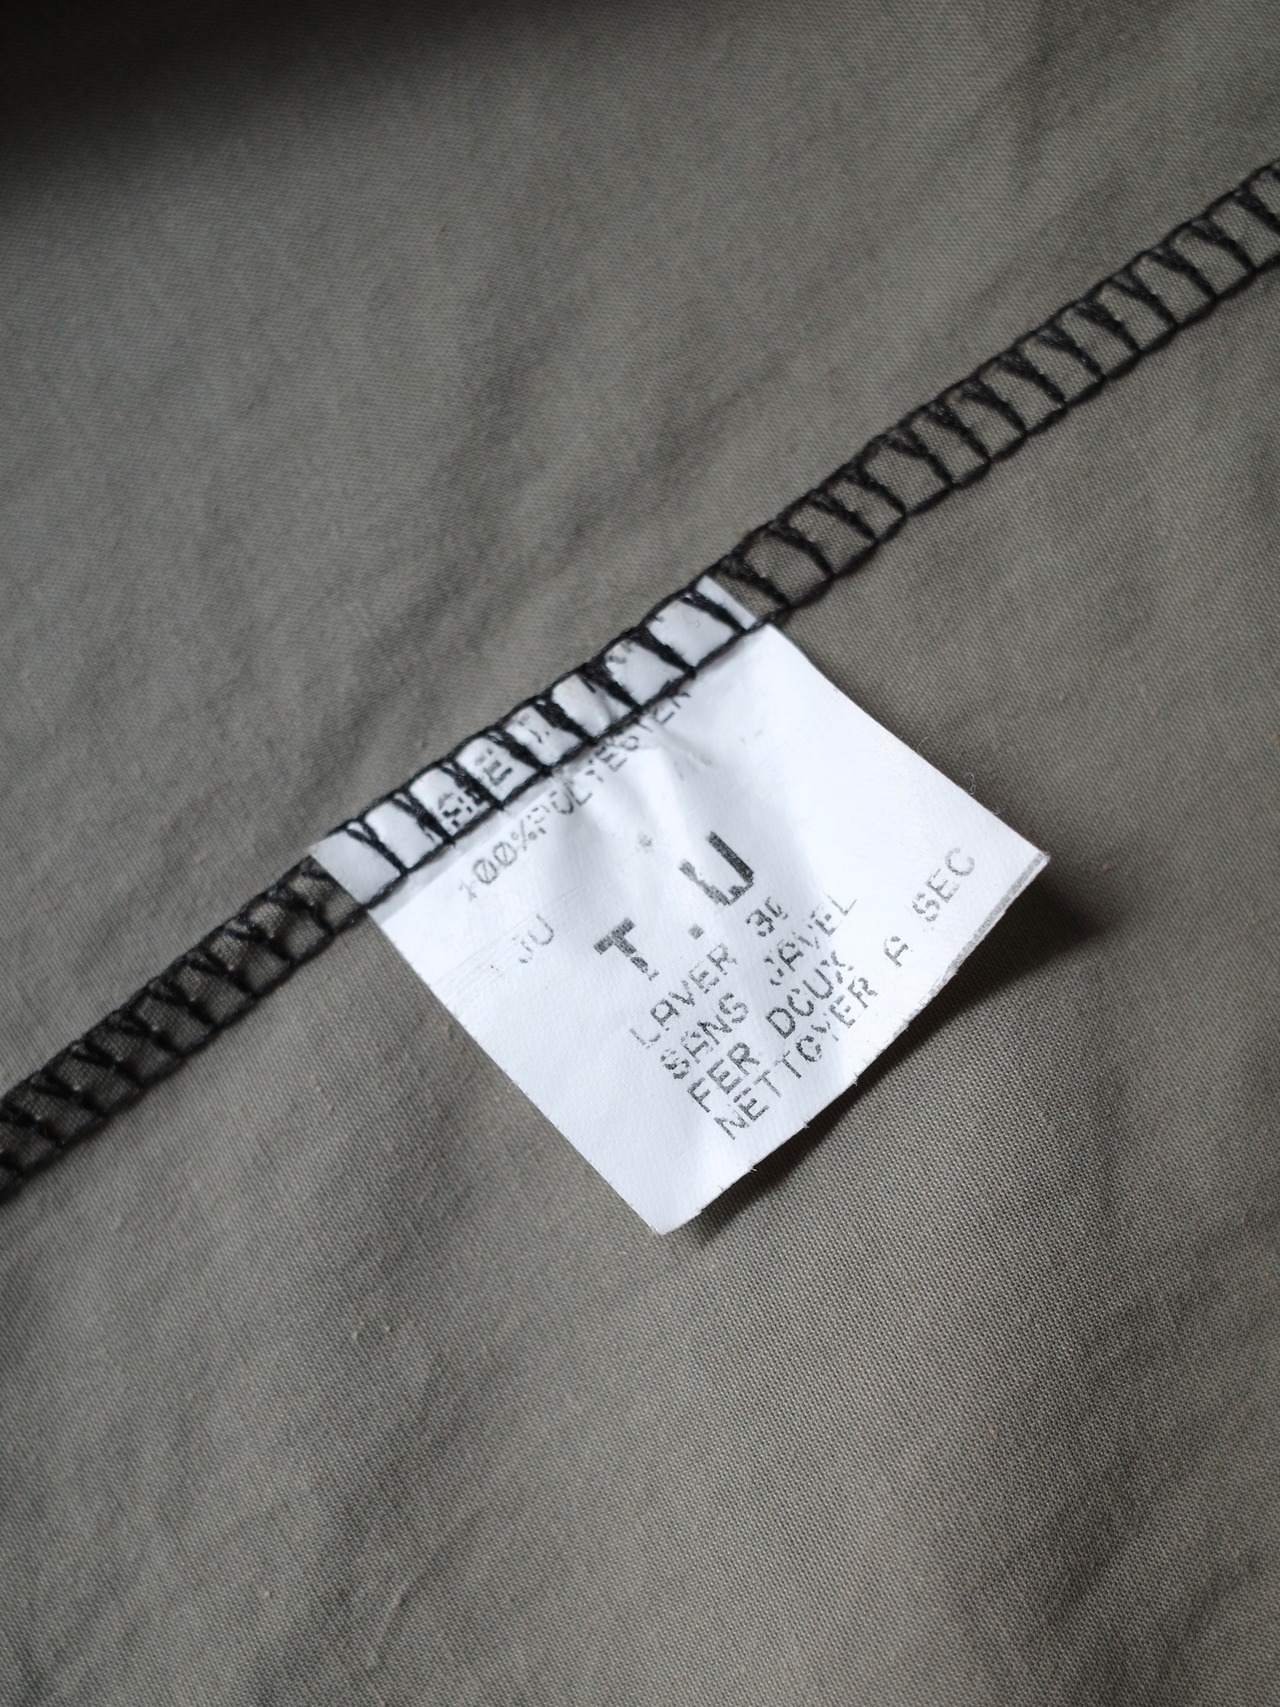 100%POLYESTER
T.U
LAVER 30
SANS JAVEL
FER DOUX
NETTOYER A SEC